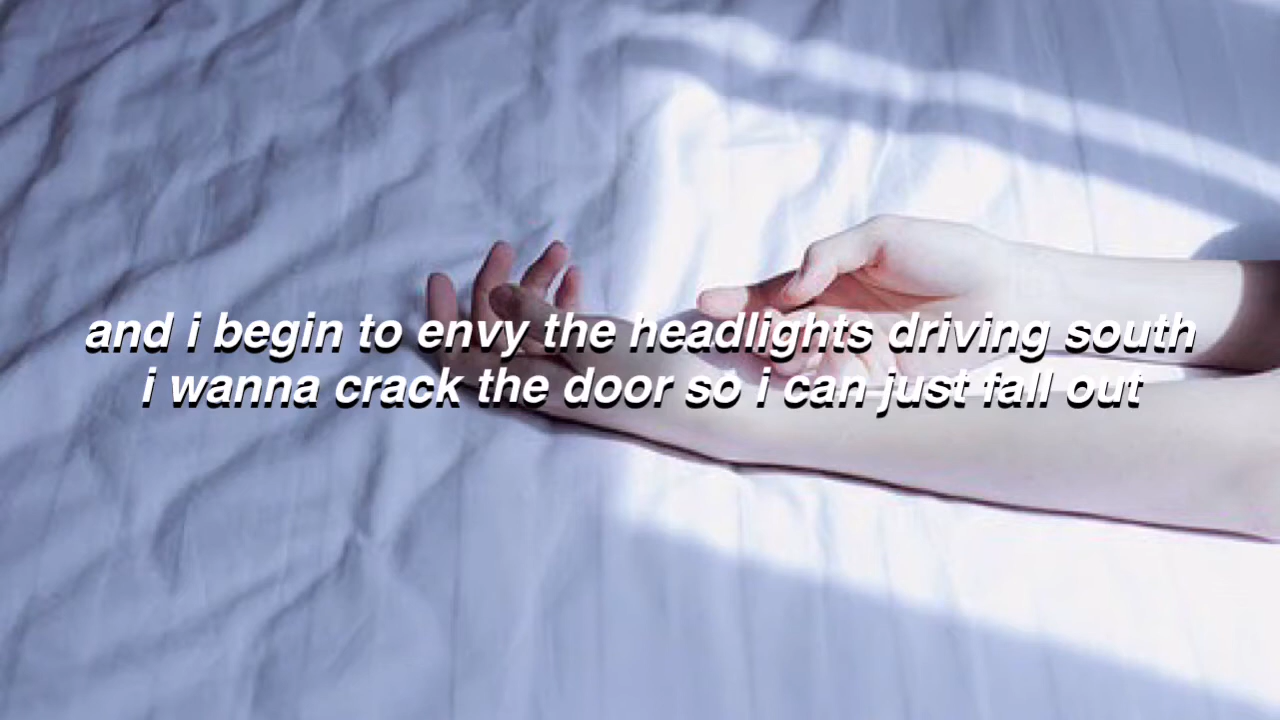 and i begin to envy the headlights driving south
i wanna crack the door so i can just fall out